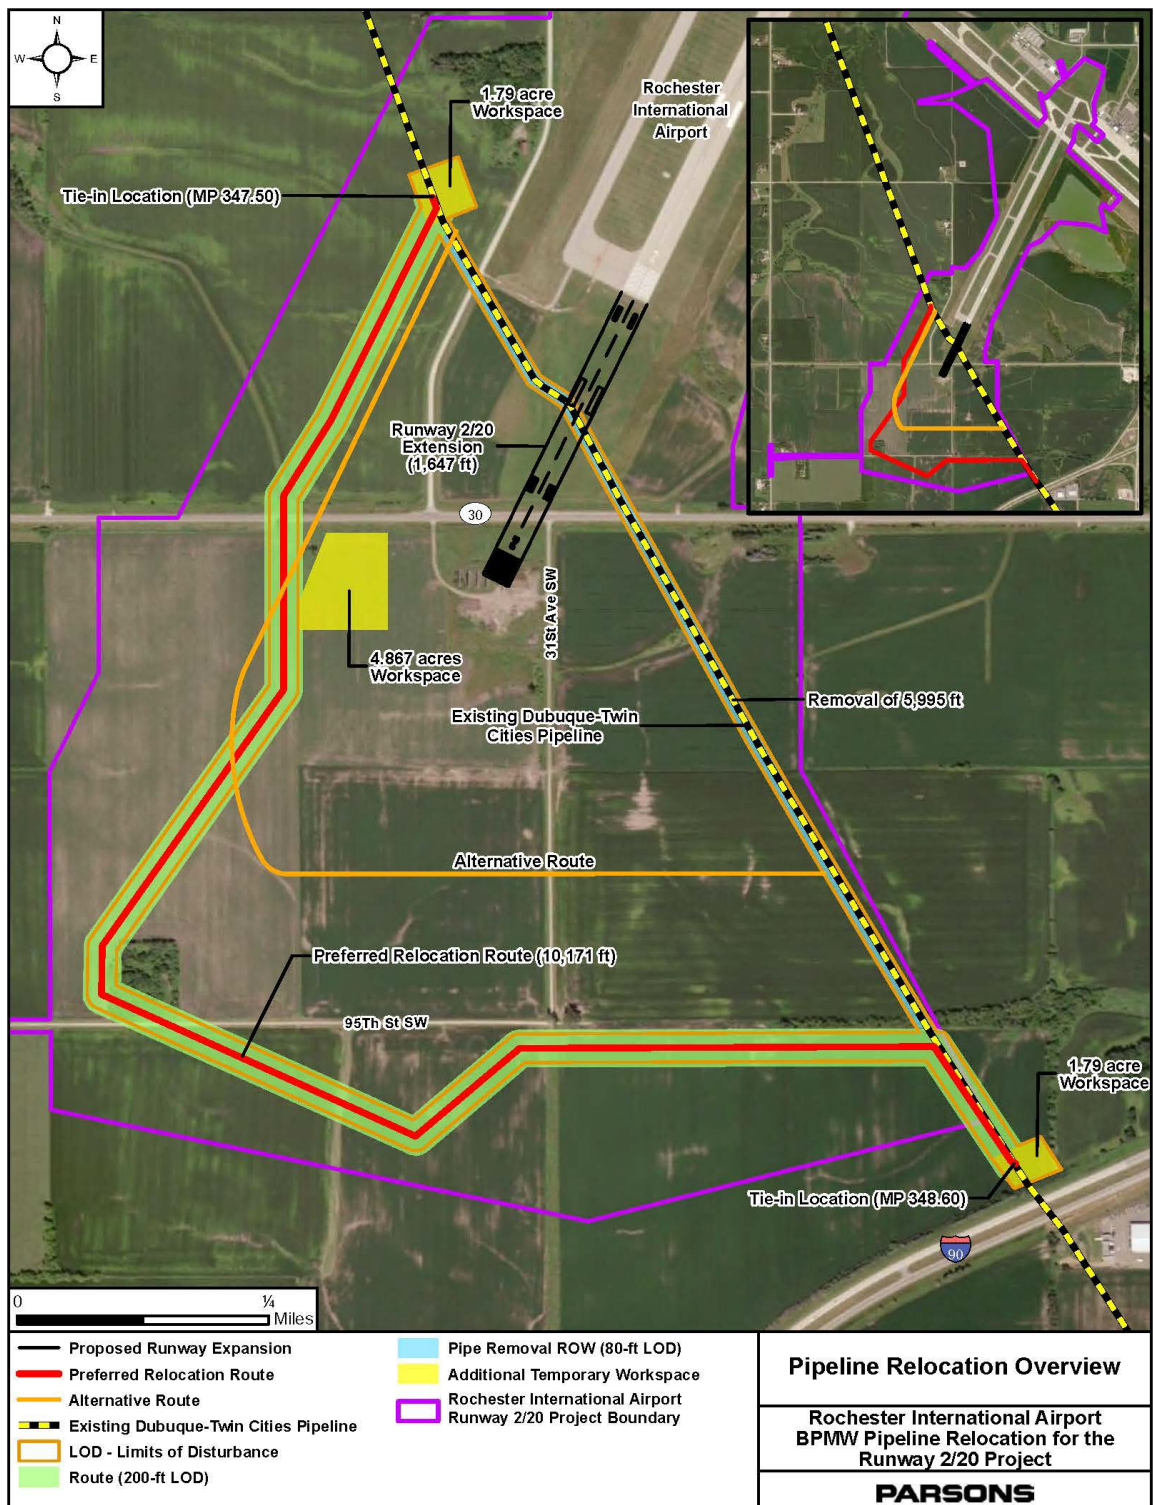 N
W E
S
1.79 acre
Workspace
Rochester
International
Airport
Tie-in Location (MP 347.50)
Runway 2/20
Extension
(1,647 ft)
30
31St Ave SW
4.867 acres
Workspace
Removal of 5,995 ft
Existing Dubuque-Twin
Cities Pipeline
Alternative Route
Preferred Relocation Route (10,171 ft)
95Th St SW
1.79 acre
Workspace
Tie-in Location (MP 348.60)
90
0 ¼
Miles
Proposed Runway Expansion
Preferred Relocation Route
Alternative Route
Existing Dubuque-Twin Cities Pipeline
LOD - Limits of Disturbance
Route (200-ft LOD)
Pipe Removal ROW (80-ft LOD)
Additional Temporary Workspace
Rochester International Airport
Runway 2/20 Project Boundary
Pipeline Relocation Overview
Rochester International Airport
BPMW Pipeline Relocation for the
Runway 2/20 Project
PARSONS